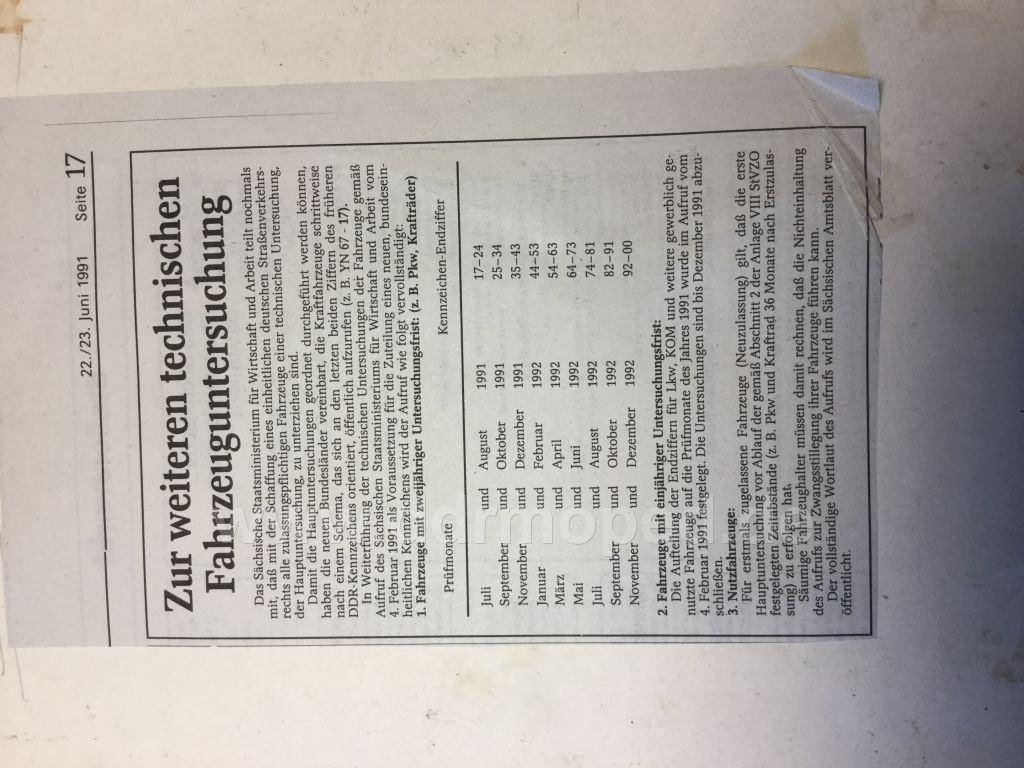 22./23. Juni 1991 Seite 17
Zur weiteren technischen
Fahrzeuguntersuchung
Das Sächsische Staatsministerium für Wirtschaft und Arbeit teilt nochmals
mit, daß mit der Schaffung eines einheitlichen deutschen Straßenverkehrs-
rechts alle zulassungspflichtigen Fahrzeuge einer technischen Untersuchung,
der Hauptuntersuchung, zu unterziehen sind.
Damit die Hauptuntersuchungen geordnet durchgeführt werden können,
haben die neuen Bundesländer vereinbart, die Kraftfahrzeuge schrittweise
nach einem Schema, das sich an den letzten beiden Ziffern des früheren
DDR-Kennzeichens orientiert, öffentlich aufzurufen (z. B. YN 67 - 17).
In Weiterführung der technischen Untersuchungen der Fahrzeuge gemäß
Aufruf des Sächsischen Staatsministeriums für Wirtschaft und Arbeit vom
4. Februar 1991 als Voraussetzung für die Zuteilung eines neuen, bundesein-
heitlichen Kennzeichens wird der Aufruf wie folgt vervollständigt:
1. Fahrzeuge mit zweijähriger Untersuchungsfrist: (z. B. Pkw, Krafträder)
Prüfmonate Kennzeichen-Endziffer
Juli und August 1991 17–24
September und Oktober 1991 25–34
November und Dezember 1991 35–43
Januar und Februar 1992 44–53
März und April 1992 54–63
Mai und Juni 1992 64–73
Juli und August 1992 74–81
September und Oktober 1992 82–91
November und Dezember 1992 92–00
2. Fahrzeuge mit einjähriger Untersuchungsfrist:
Die Aufteilung der Endziffern für Lkw, KOM und weitere gewerblich ge-
nutzte Fahrzeuge auf die Prüfmonate des Jahres 1991 wurde im Aufruf vom
4. Februar 1991 festgelegt. Die Untersuchungen sind bis Dezember 1991 abzu-
schließen.
3. Nutzfahrzeuge:
Für erstmals zugelassene Fahrzeuge (Neuzulassung) gilt, daß die erste
Hauptuntersuchung vor Ablauf der gemäß Abschnitt 2 der Anlage VIII StVZO
festgelegten Zeitabstände (z. B. Pkw und Kraftrad 36 Monate nach Erstzulas-
sung) zu erfolgen hat.
Säumige Fahrzeughalter müssen damit rechnen, daß die Nichteinhaltung
des Aufrufs zur Zwangsstillegung ihrer Fahrzeuge führen kann.
Der vollständige Wortlaut des Aufrufs wird im Sächsischen Amtsblatt ver-
öffentlicht.